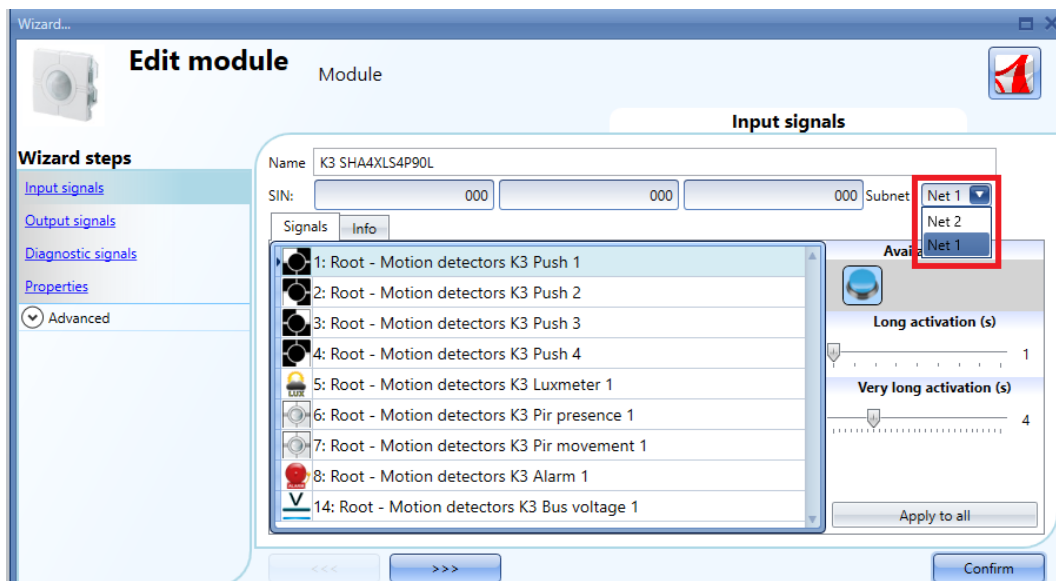 Wizard...
Edit module
Module
Input signals
Wizard steps
Input signals
Output signals
Diagnostic signals
Properties
Advanced
Name K3 SHA4XLS4P90L
SIN: 000 000 000 Subnet Net 1
Net 2
Net 1
Signals Info
1: Root - Motion detectors K3 Push 1
2: Root - Motion detectors K3 Push 2
3: Root - Motion detectors K3 Push 3
4: Root - Motion detectors K3 Push 4
LUX
5: Root - Motion detectors K3 Luxmeter 1
6: Root - Motion detectors K3 Pir presence 1
7: Root - Motion detectors K3 Pir movement 1
ALARM
8: Root - Motion detectors K3 Alarm 1
V
14: Root - Motion detectors K3 Bus voltage 1
Long activation (s)
1
Very long activation (s)
4
Apply to all
<<<
>>>
Confirm